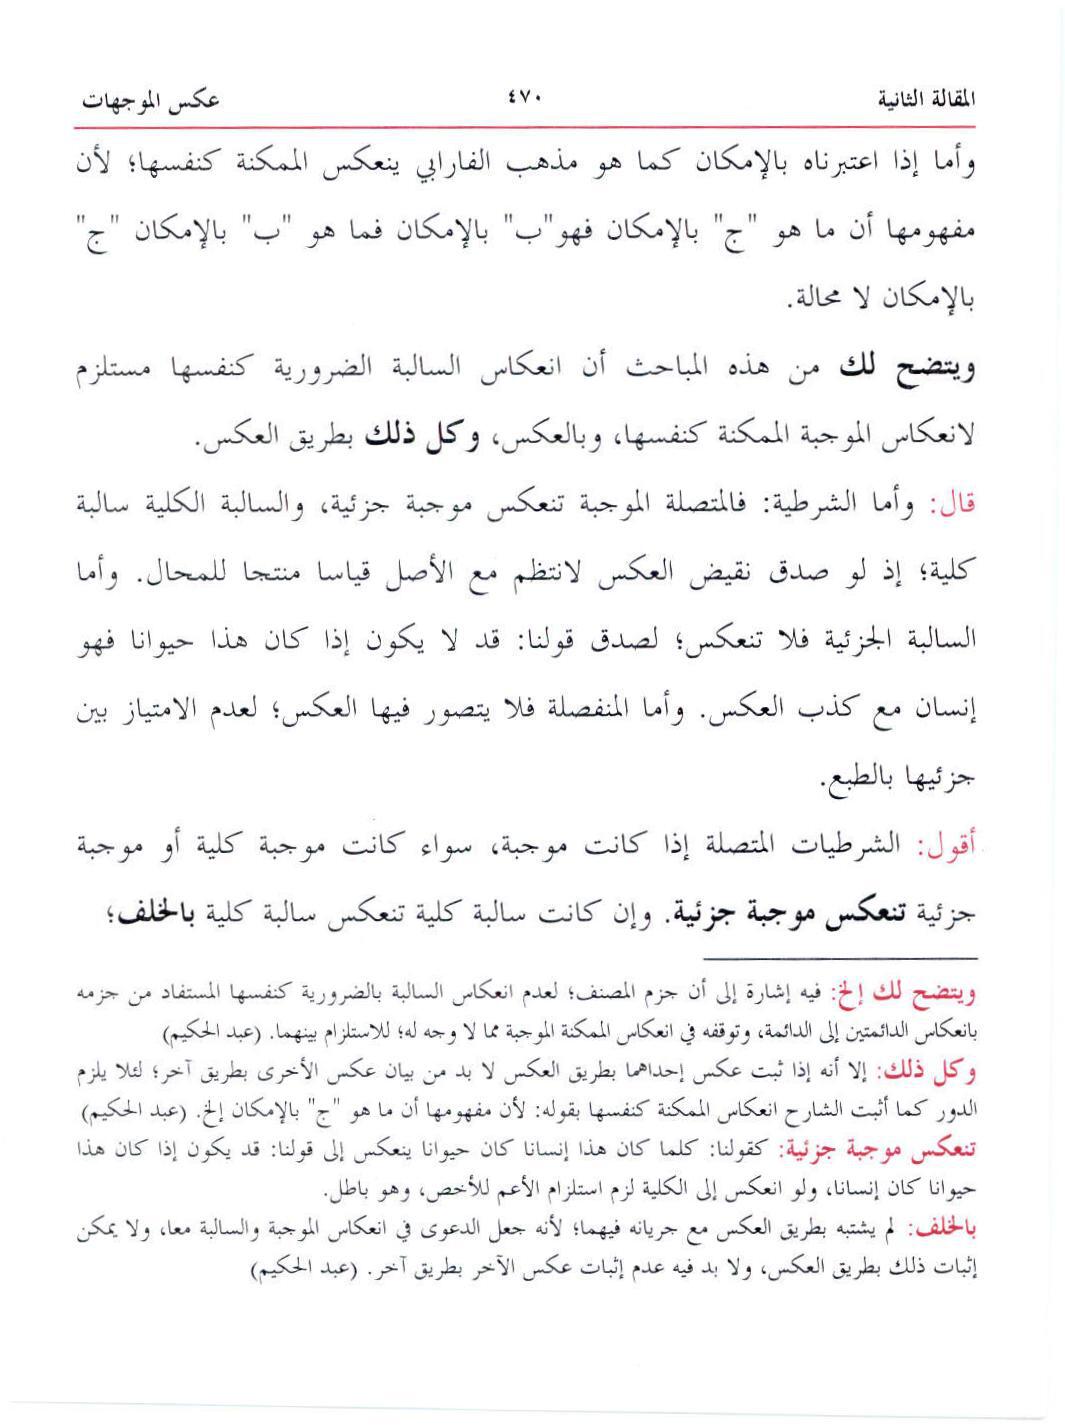 المقالة الثانية ٤٧٠ عكس الموجهات
وأما إذا اعتبرناه بالإمكان كما هو مذهب الفارابي ينعكس الممكنة كنفسها؛ لأن
مفهومها أن ما هو "ج" بالإمكان فهو"ب" بالإمكان فما هو "ب" بالإمكان "ج"
بالإمكان لا محالة.
ويتضح لك من هذه المباحث أن انعكاس السالبة الضرورية كنفسها مستلزم
لانعكاس الموجبة الممكنة كنفسها، وبالعكس، وكل ذلك بطريق العكس.
قال: وأما الشرطية: فالمتصلة الموجبة تنعكس موجبة جزئية، والسالبة الكلية سالبة
كلية؛ إذ لو صدق نقيض العكس لانتظم مع الأصل قياسا منتجا للمحال. وأما
السالبة الجزئية فلا تنعكس؛ لصدق قولنا: قد لا يكون إذا كان هذا حيوانا فهو
إنسان مع كذب العكس. وأما المنفصلة فلا يتصور فيها العكس؛ لعدم الامتياز بين
جزئيها بالطبع.
أقول: الشرطيات المتصلة إذا كانت موجبة، سواء كانت موجبة كلية أو موجبة
جزئية تنعكس موجبة جزئية. وإن كانت سالبة كلية تنعكس سالبة كلية بالخلف؛
ويتضح لك إلخ: فيه إشارة إلى أن جزم المصنف؛ لعدم انعكاس السالبة بالضرورية كنفسها المستفاد من جزمه
بانعكاس الدائمتين إلى الدائمة، وتوقفه في انعكاس الممكنة الموجبة مما لا وجه له؛ للاستلزام بينهما. (عبد الحكيم)
وكل ذلك: إلا أنه إذا ثبت عكس إحداهما بطريق العكس لا بد من بيان عكس الأخرى بطريق آخر؛ لئلا يلزم
الدور كما أثبت الشارح انعكاس الممكنة كنفسها بقوله: لأن مفهومها أن ما هو "ج" بالإمكان إلخ. (عبد الحكيم)
تنعكس موجبة جزئية: كقولنا: كلما كان هذا إنسانا كان حيوانا ينعكس إلى قولنا: قد يكون إذا كان هذا
حيوانا كان إنسانا، ولو انعكس إلى الكلية لزم استلزام الأعم للأخص، وهو باطل.
بالخلف: لم يشتبه بطريق العكس مع جريانه فيهما؛ لأنه جعل الدعوى في انعكاس الموجبة والسالبة معا، ولا يمكن
إثبات ذلك بطريق العكس، ولا بد فيه عدم إثبات عكس الآخر بطريق آخر. (عبد الحكيم)